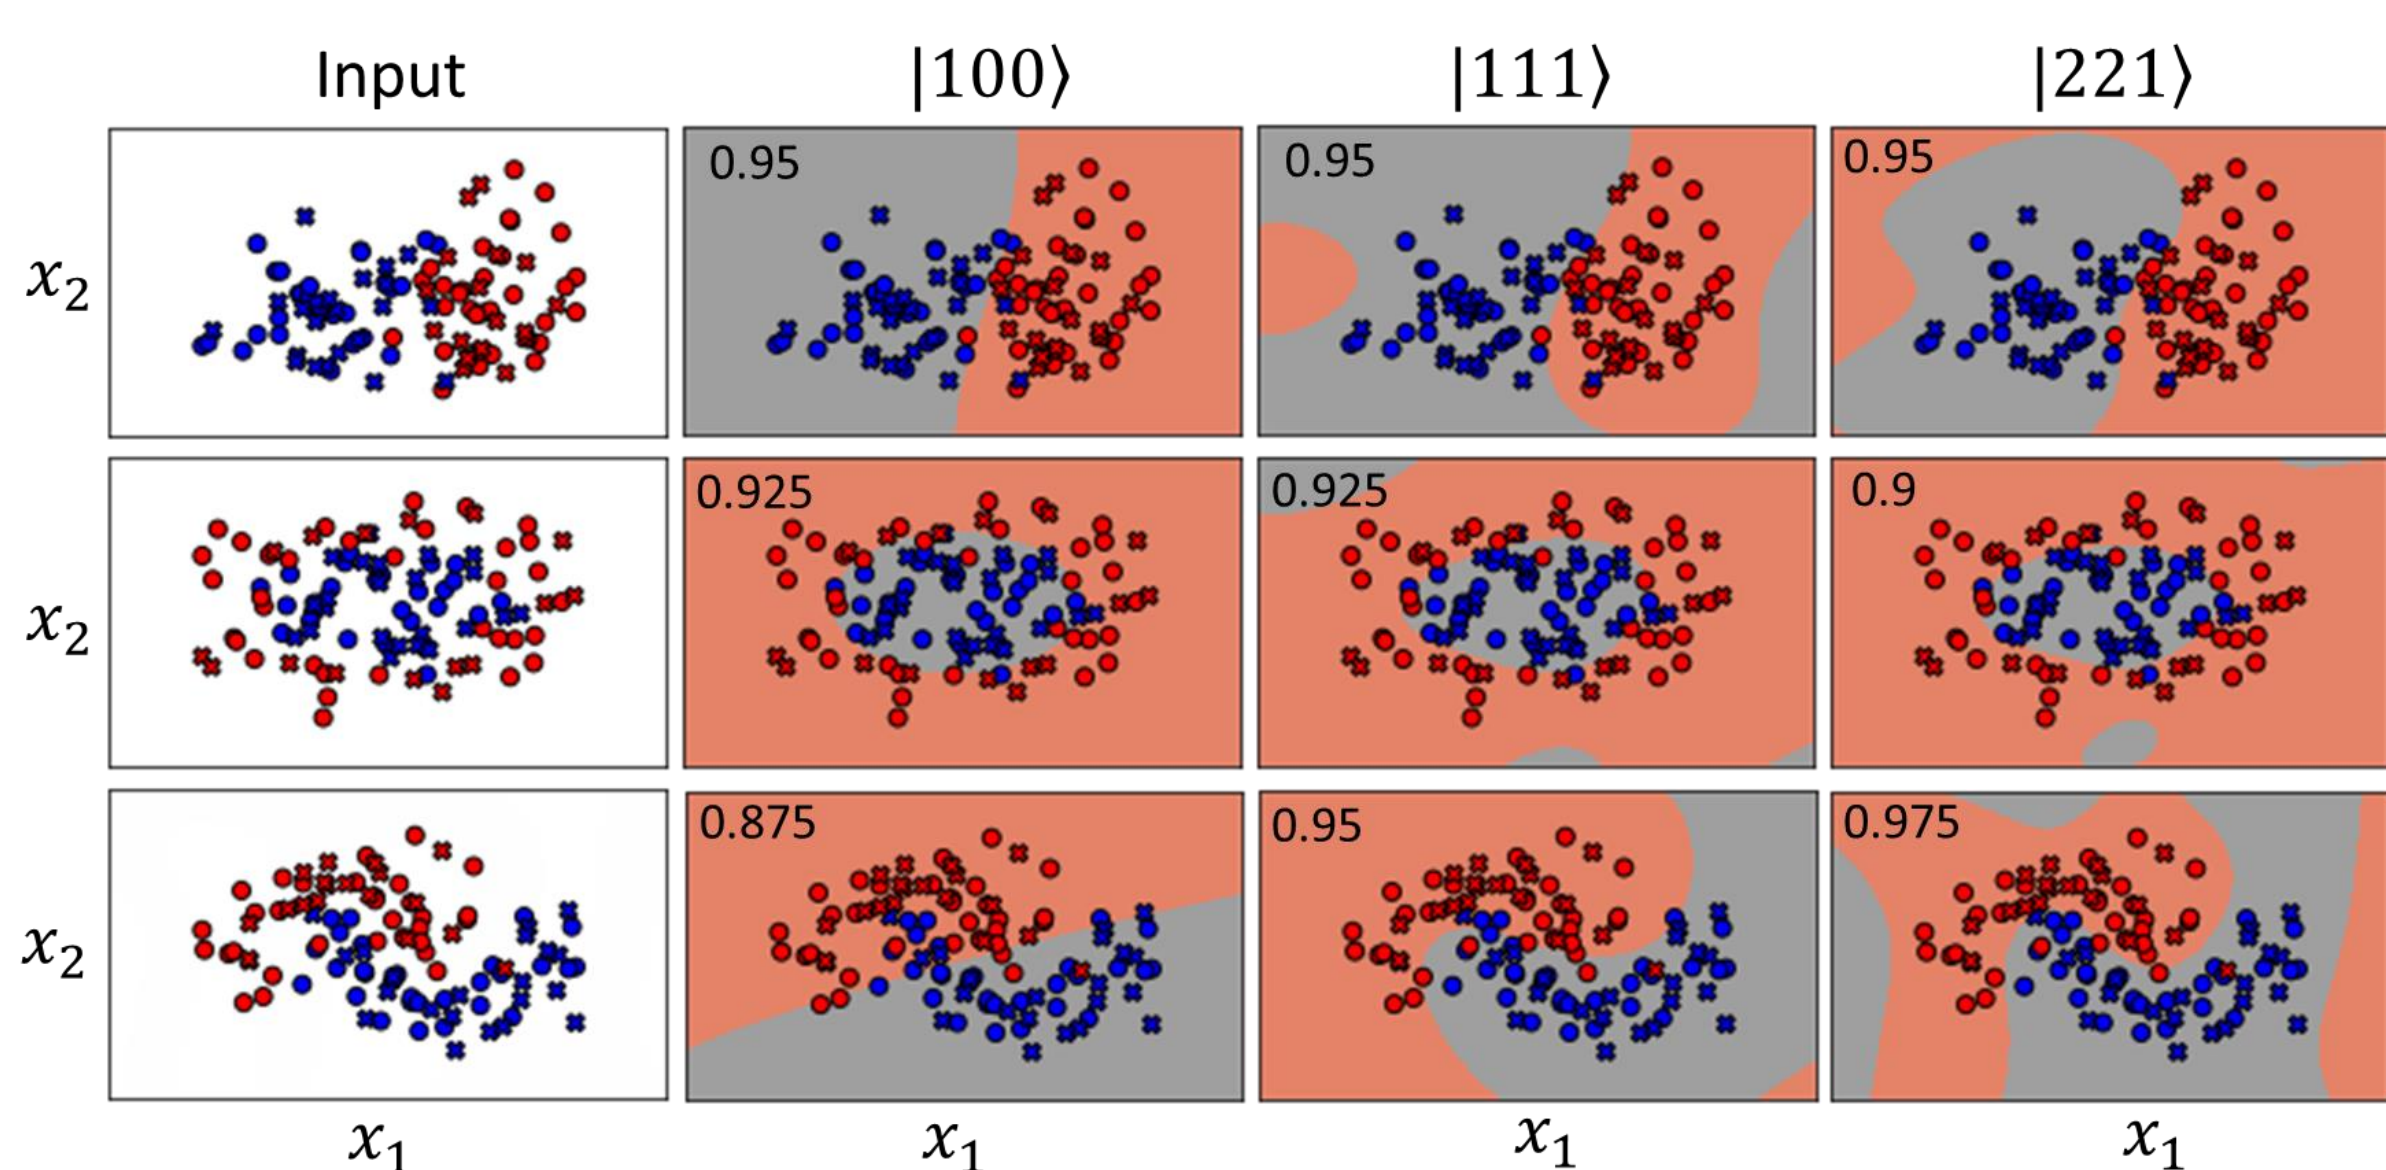 Input |100⟩ |111⟩ |221⟩
x₂ 0.95 0.95 0.95
x₂ 0.925 0.925 0.9
x₂ 0.875 0.95 0.975
x₁ x₁ x₁ x₁